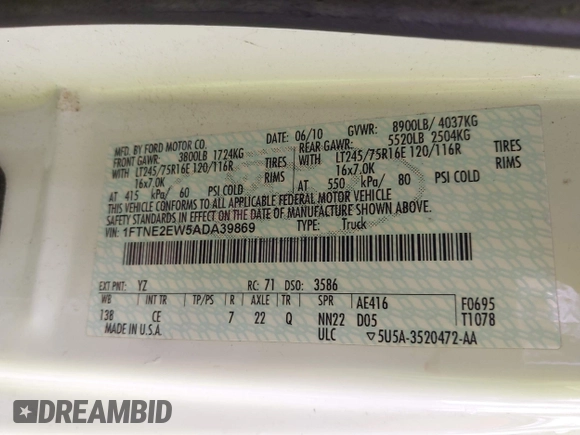 MFD. BY FORD MOTOR CO.
06/10 GVWR: 8900LB/ 4037KG
FRONT GAWR: 3800LB 1724KG REAR GAWR: 5520LB 2504KG
WITH LT245/75R16E 120/116R TIRES WITH LT245/75R16E 120/116R TIRES
16x7.0K RIMS 16x7.0K RIMS
AT 415 kPa/ 60 PSI COLD AT 550 kPa/ 80 PSI COLD
THIS VEHICLE CONFORMS TO ALL APPLICABLE FEDERAL MOTOR VEHICLE
SAFETY STANDARDS IN EFFECT ON THE DATE OF MANUFACTURE SHOWN ABOVE.
VIN: 1FTNE2EW5ADA39869
TYPE: Truck
EXT PNT: YZ RC: 71 DSO: 3586
WB INT TR TP/PS R AXLE TR SPR AE416 F0695
138 CE 7 22 Q NN22 D05 T1078
MADE IN U.S.A. ULC ▽5U5A-3520472-AA
DREAMBID